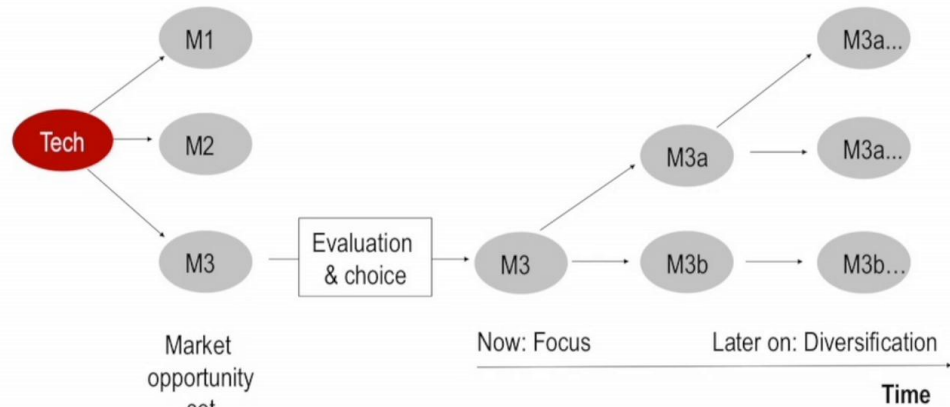 M1
M3a...
Tech
M2
M3a
M3a...
M3
Evaluation
& choice
M3
M3b
M3b...
Market
opportunity
set
Now: Focus
Later on: Diversification
Time